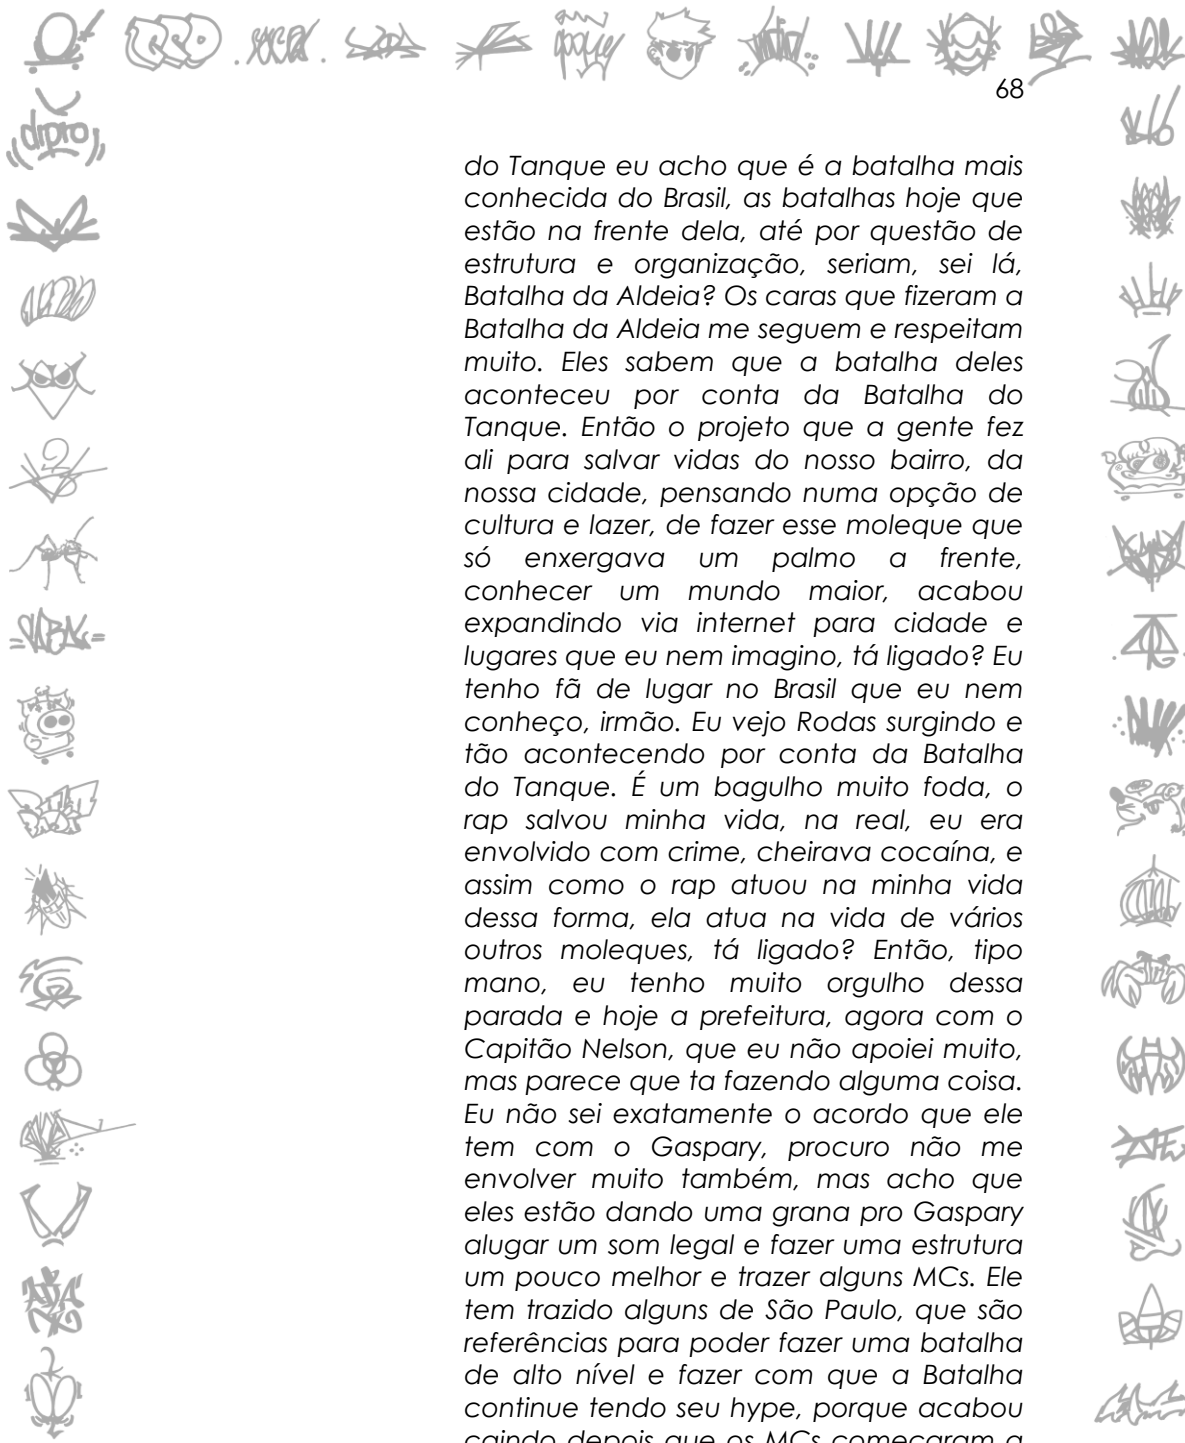 68
drpro
do Tanque eu acho que é a batalha mais
conhecida do Brasil, as batalhas hoje que
estão na frente dela, até por questão de
estrutura e organização, seriam, sei lá,
Batalha da Aldeia? Os caras que fizeram a
Batalha da Aldeia me seguem e respeitam
muito. Eles sabem que a batalha deles
aconteceu por conta da Batalha do
Tanque. Então o projeto que a gente fez
ali para salvar vidas do nosso bairro, da
nossa cidade, pensando numa opção de
cultura e lazer, de fazer esse moleque que
só enxergava um palmo a frente,
conhecer um mundo maior, acabou
expandindo via internet para cidade e
lugares que eu nem imagino, tá ligado? Eu
tenho fã de lugar no Brasil que eu nem
conheço, irmão. Eu vejo Rodas surgindo e
tão acontecendo por conta da Batalha
do Tanque. É um bagulho muito foda, o
rap salvou minha vida, na real, eu era
envolvido com crime, cheirava cocaína, e
assim como o rap atuou na minha vida
dessa forma, ela atua na vida de vários
outros moleques, tá ligado? Então, tipo
mano, eu tenho muito orgulho dessa
parada e hoje a prefeitura, agora com o
Capitão Nelson, que eu não apoiei muito,
mas parece que ta fazendo alguma coisa.
Eu não sei exatamente o acordo que ele
tem com o Gaspary, procuro não me
envolver muito também, mas acho que
eles estão dando uma grana pro Gaspary
alugar um som legal e fazer uma estrutura
um pouco melhor e trazer alguns MCs. Ele
tem trazido alguns de São Paulo, que são
referências para poder fazer uma batalha
de alto nível e fazer com que a Batalha
continue tendo seu hype, porque acabou
caindo depois que os MCs começaram a